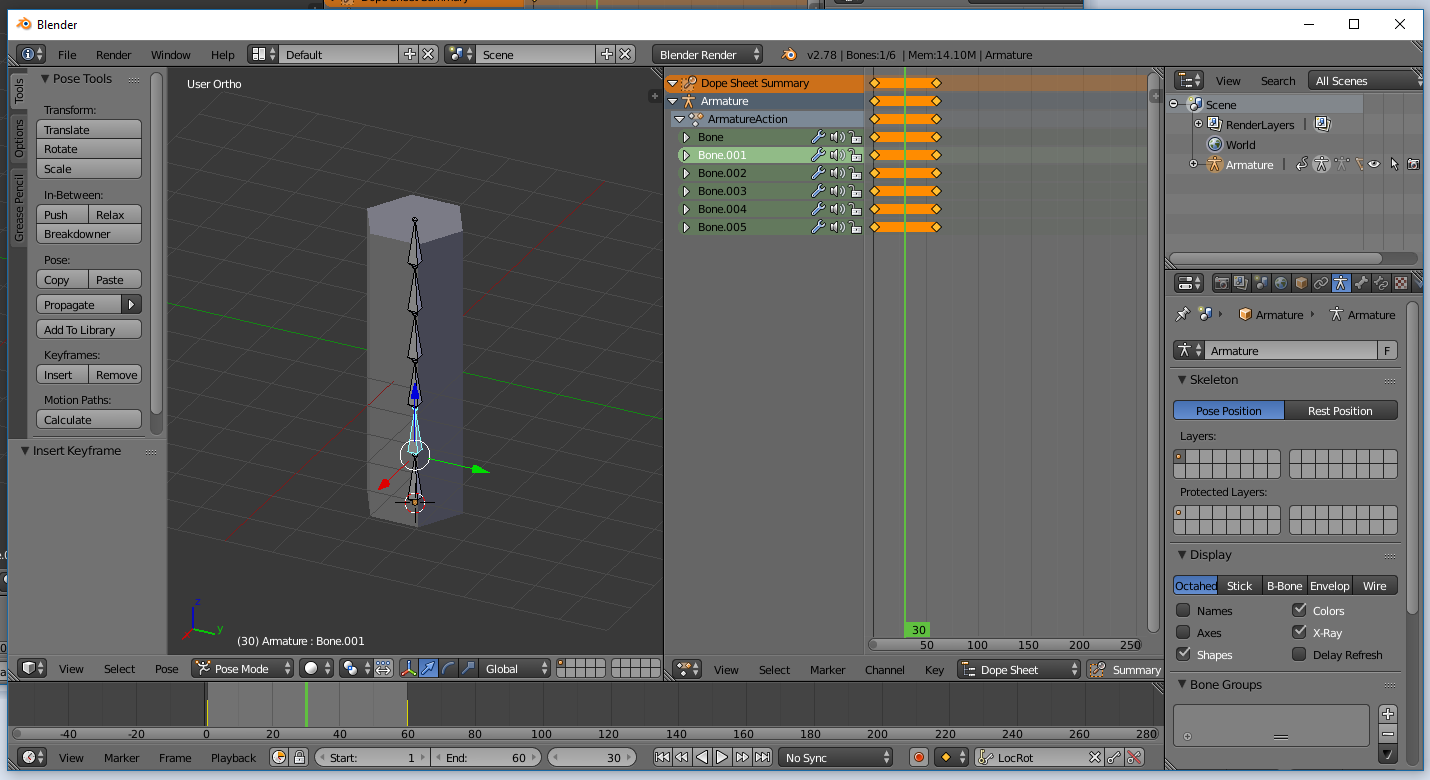 Dope Sheet Summary
Blender
File Render Window Help Default Scene Blender Render v2.78 | Bones:1/6 | Mem:14.10M | Armature
Tools
Options
Grease Pencil
Pose Tools
Transform:
Translate
Rotate
Scale
In-Between:
Push Relax
Breakdowner
Pose:
Copy Paste
Propagate
Add To Library
Keyframes:
Insert Remove
Motion Paths:
Calculate
Insert Keyframe
User Ortho
z
y
(30) Armature : Bone.001
View Select Pose Pose Mode Global
Dope Sheet Summary
Armature
ArmatureAction
Bone
Bone.001
Bone.002
Bone.003
Bone.004
Bone.005
30
50 100 150 200 250
View Select Marker Channel Key Dope Sheet Summary
View Search All Scenes
Scene
RenderLayers |
World
Armature |
Armature Armature
Armature F
Skeleton
Pose Position Rest Position
Layers:
Protected Layers:
Display
Octahed Stick B-Bone Envelop Wire
Names Colors
Axes X-Ray
Shapes Delay Refresh
Bone Groups
-40 -20 0 20 40 60 80 100 120 140 160 180 200 220 240 260 280
View Marker Frame Playback Start: 1 End: 60 30 No Sync LocRot